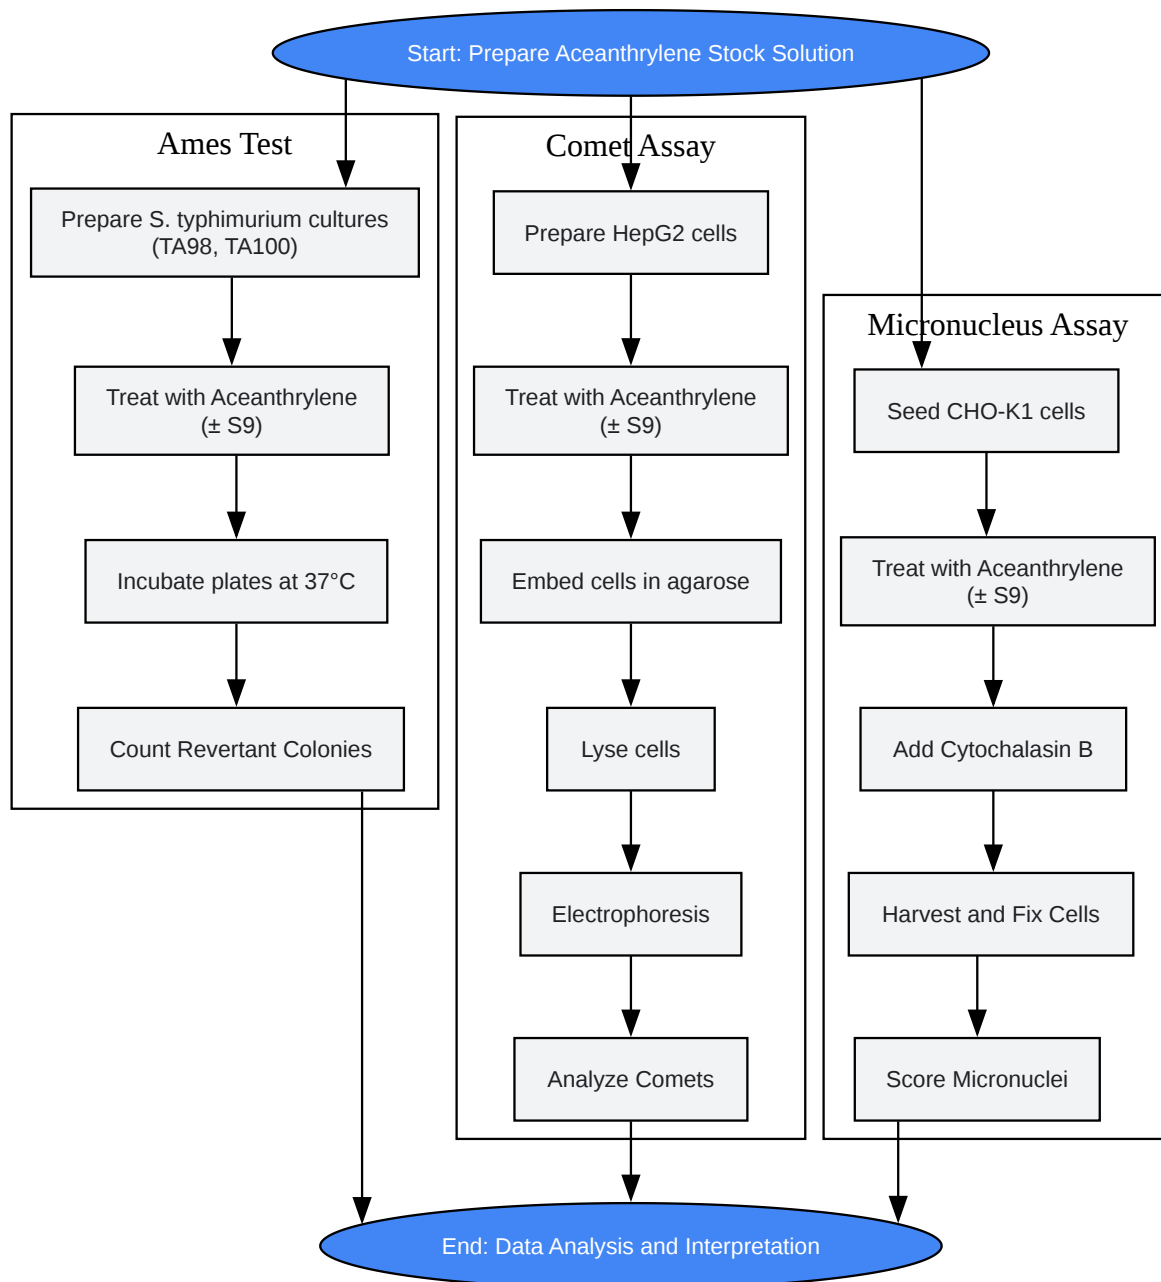 Start: Prepare Aceanthrylene Stock Solution
Ames Test
Prepare S. typhimurium cultures
(TA98, TA100)
Treat with Aceanthrylene
(± S9)
Incubate plates at 37°C
Count Revertant Colonies
Comet Assay
Prepare HepG2 cells
Treat with Aceanthrylene
(± S9)
Embed cells in agarose
Lyse cells
Electrophoresis
Analyze Comets
Micronucleus Assay
Seed CHO-K1 cells
Treat with Aceanthrylene
(± S9)
Add Cytochalasin B
Harvest and Fix Cells
Score Micronuclei
End: Data Analysis and Interpretation